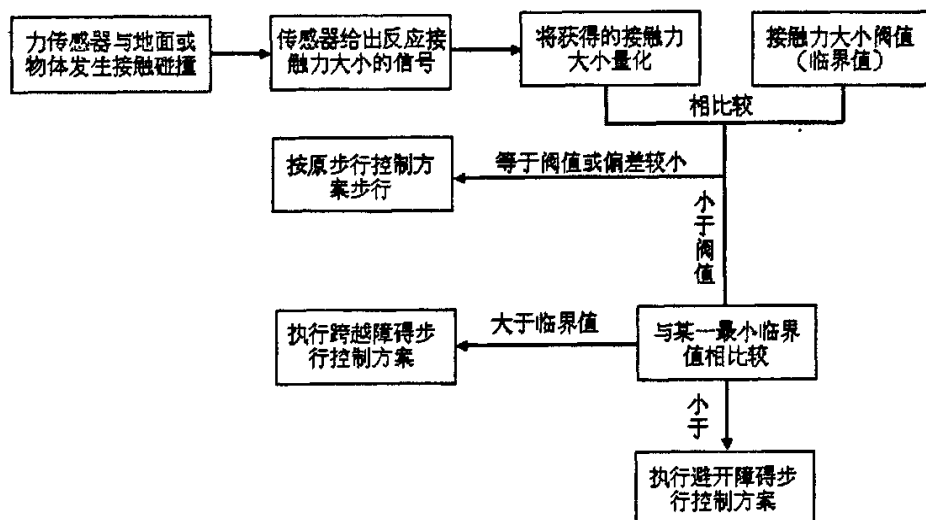 力传感器与地面或
物体发生接触碰撞
传感器给出反应接
触力大小的信号
将获得的接触力
大小量化
接触力大小阀值
（临界值）
相比较
等于阀值或偏差较小
按原步行控制方
案步行
小于阀值
大于临界值
执行跨越障碍步
行控制方案
与某一最小临界
值相比较
小于
执行避开障碍步
行控制方案